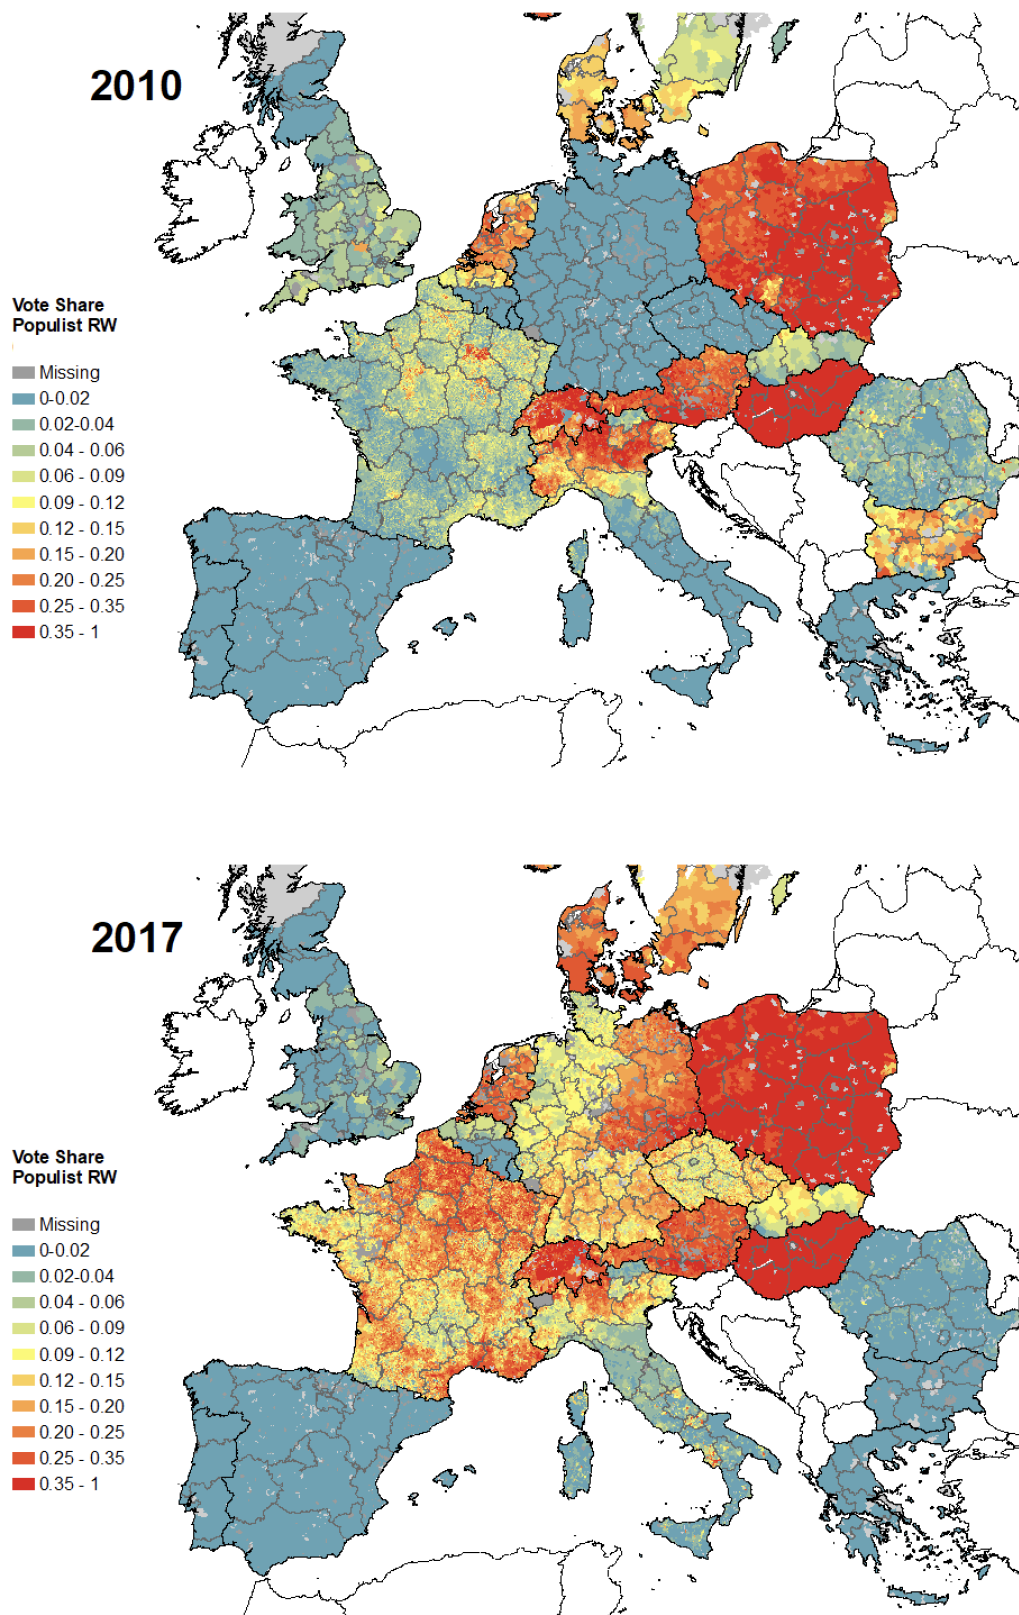 2010
Vote Share
Populist RW
Missing
0-0.02
0.02-0.04
0.04 - 0.06
0.06 - 0.09
0.09 - 0.12
0.12 - 0.15
0.15 - 0.20
0.20 - 0.25
0.25 - 0.35
0.35 - 1
2017
Vote Share
Populist RW
Missing
0-0.02
0.02-0.04
0.04 - 0.06
0.06 - 0.09
0.09 - 0.12
0.12 - 0.15
0.15 - 0.20
0.20 - 0.25
0.25 - 0.35
0.35 - 1